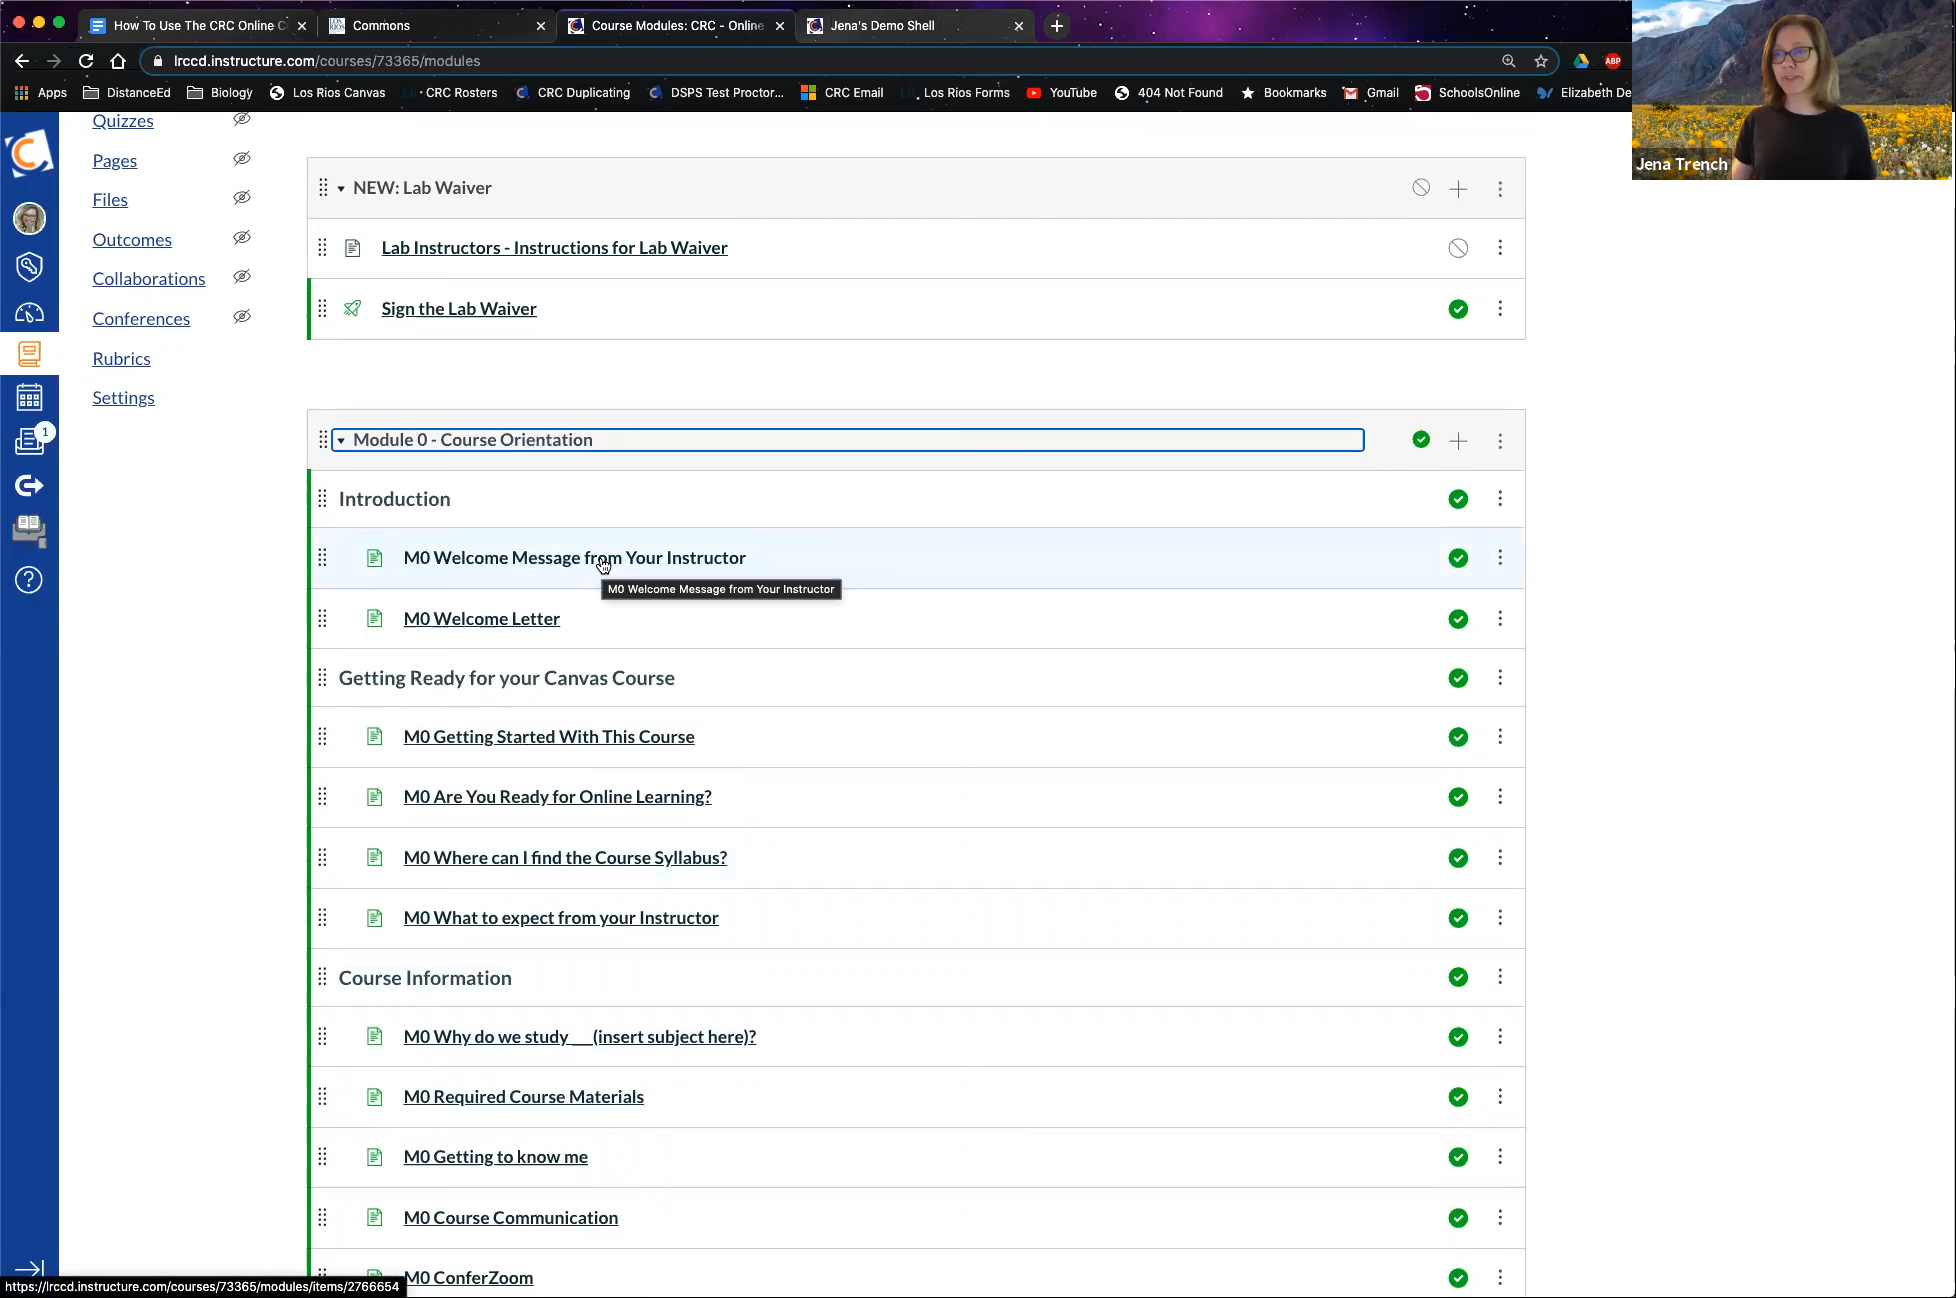 How To Use The CRC Online C
Commons
Course Modules: CRC - Online
Jena's Demo Shell
lrccd.instructure.com/courses/73365/modules
ABP
Apps
DistanceEd
Biology
Los Rios Canvas
CRC Rosters
CRC Duplicating
DSPS Test Proctor...
CRC Email
Los Rios Forms
YouTube
404 Not Found
Bookmarks
Gmail
SchoolsOnline
Elizabeth De
Jena Trench
Quizzes
Pages
Files
Outcomes
Collaborations
Conferences
Rubrics
Settings
1
NEW: Lab Waiver
Lab Instructors - Instructions for Lab Waiver
Sign the Lab Waiver
Module 0 - Course Orientation
Introduction
M0 Welcome Message from Your Instructor
M0 Welcome Message from Your Instructor
M0 Welcome Letter
Getting Ready for your Canvas Course
M0 Getting Started With This Course
M0 Are You Ready for Online Learning?
M0 Where can I find the Course Syllabus?
M0 What to expect from your Instructor
Course Information
M0 Why do we study ___(insert subject here)?
M0 Required Course Materials
M0 Getting to know me
M0 Course Communication
M0 ConferZoom
https://lrccd.instructure.com/courses/73365/modules/items/2766654